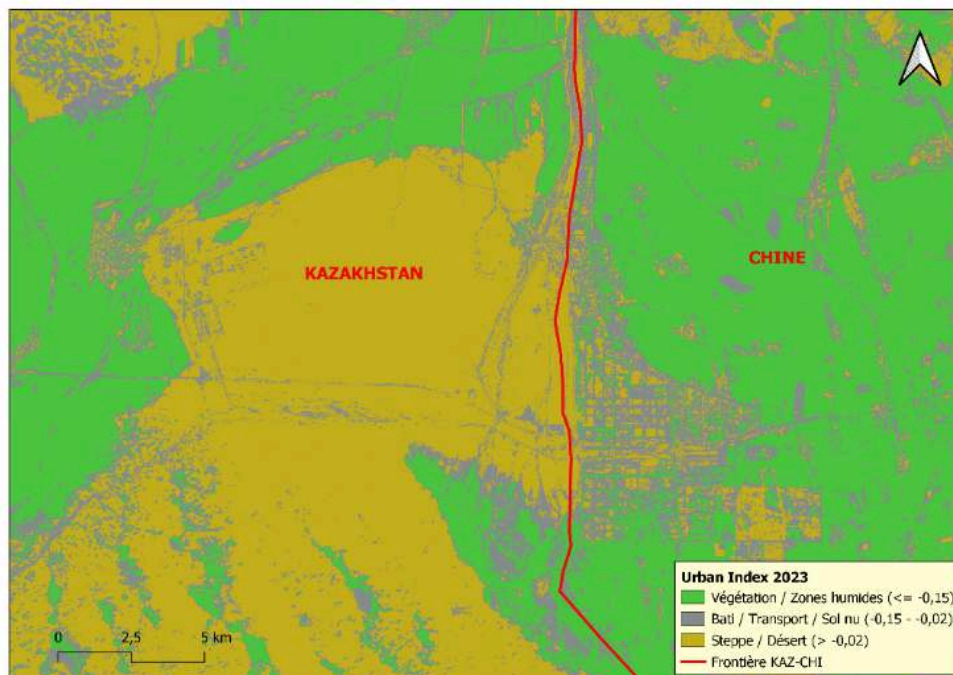 KAZAKHSTAN
CHINE
Urban Index 2023
Végétation / Zones humides (<= -0,15)
Bati / Transport / Sol nu (-0,15 - -0,02)
Steppe / Désert (> -0,02)
Frontière KAZ-CHI
0 2,5 5 km